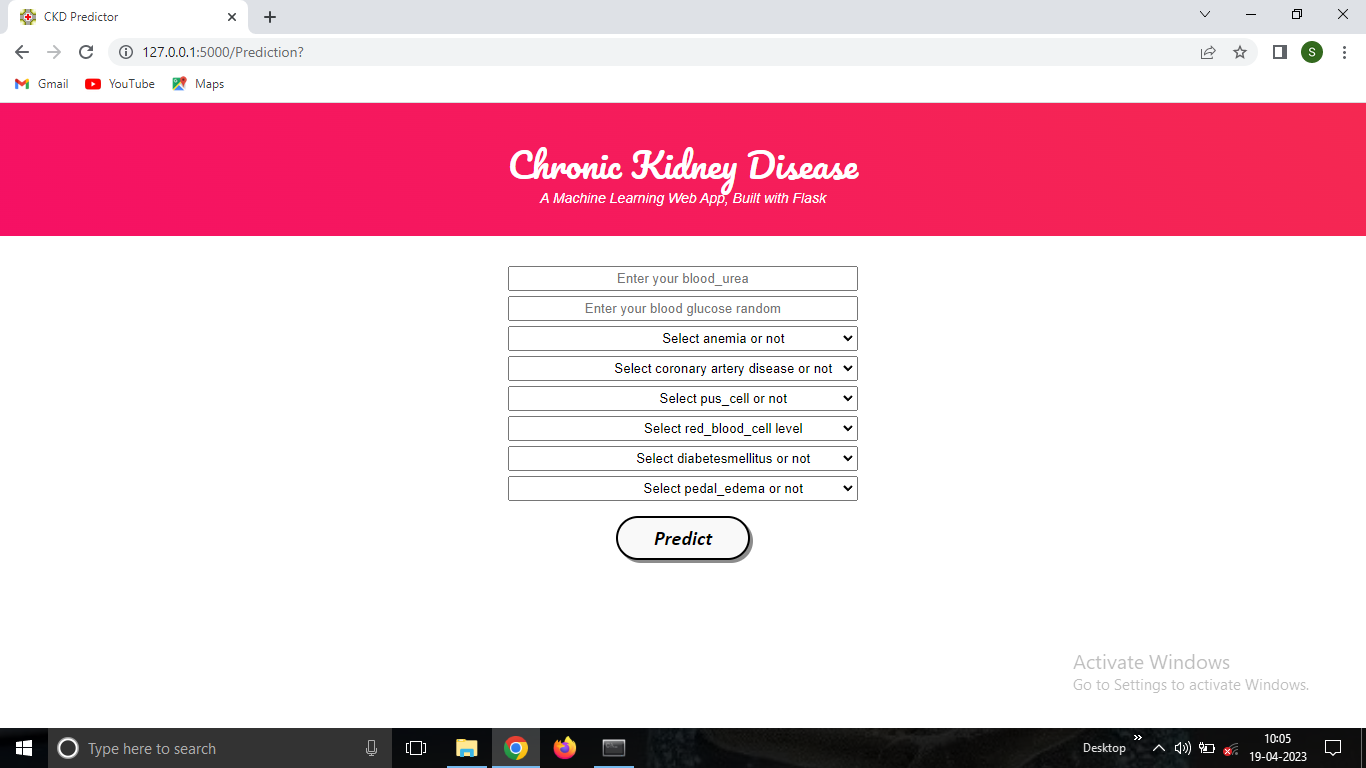 CKD Predictor
127.0.0.1:5000/Prediction?
S
Gmail
YouTube
Maps
Chronic Kidney Disease
A Machine Learning Web App, Built with Flask
Enter your blood_urea
Enter your blood glucose random
Select anemia or not
Select coronary artery disease or not
Select pus_cell or not
Select red_blood_cell level
Select diabetesmellitus or not
Select pedal_edema or not
Predict
Activate Windows
Go to Settings to activate Windows.
Type here to search
Desktop
10:05
19-04-2023